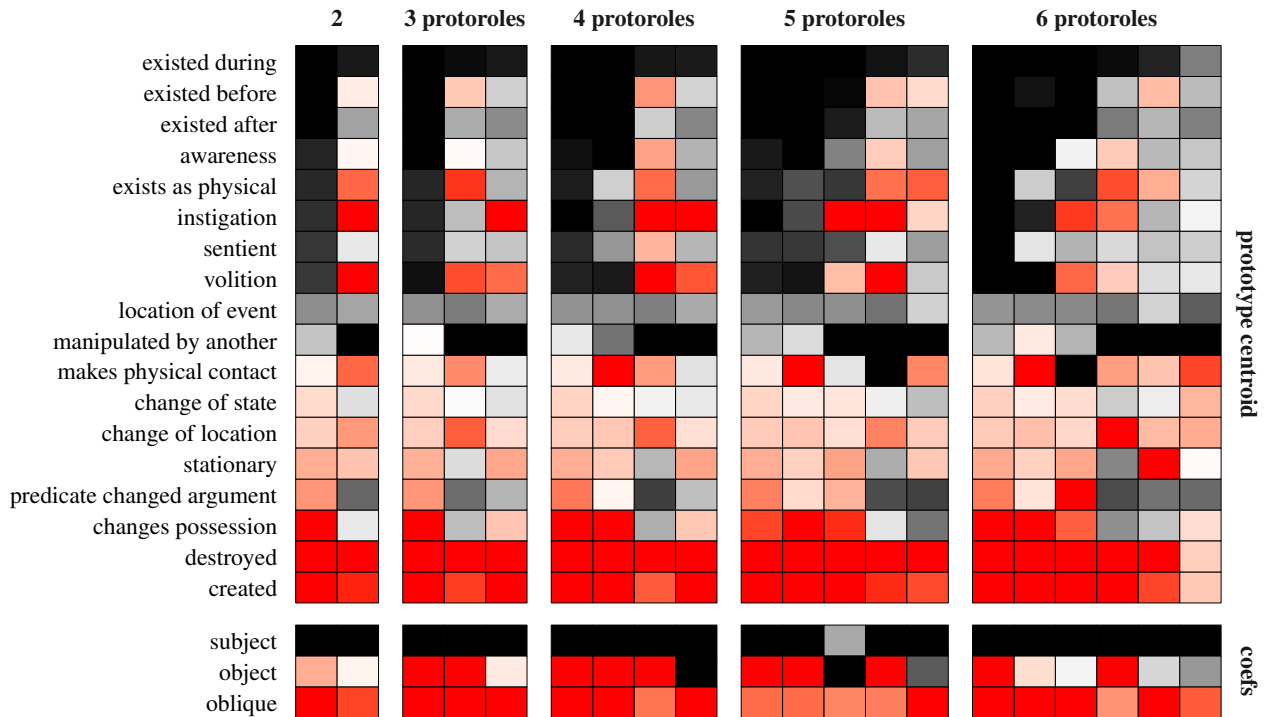 2 3 protoroles 4 protoroles 5 protoroles 6 protoroles
existed during
existed before
existed after
awareness
exists as physical
instigation
sentient
volition
location of event
manipulated by another
makes physical contact
change of state
change of location
stationary
predicate changed argument
changes possession
destroyed
created
prototype centroid
subject
object
oblique
coefs